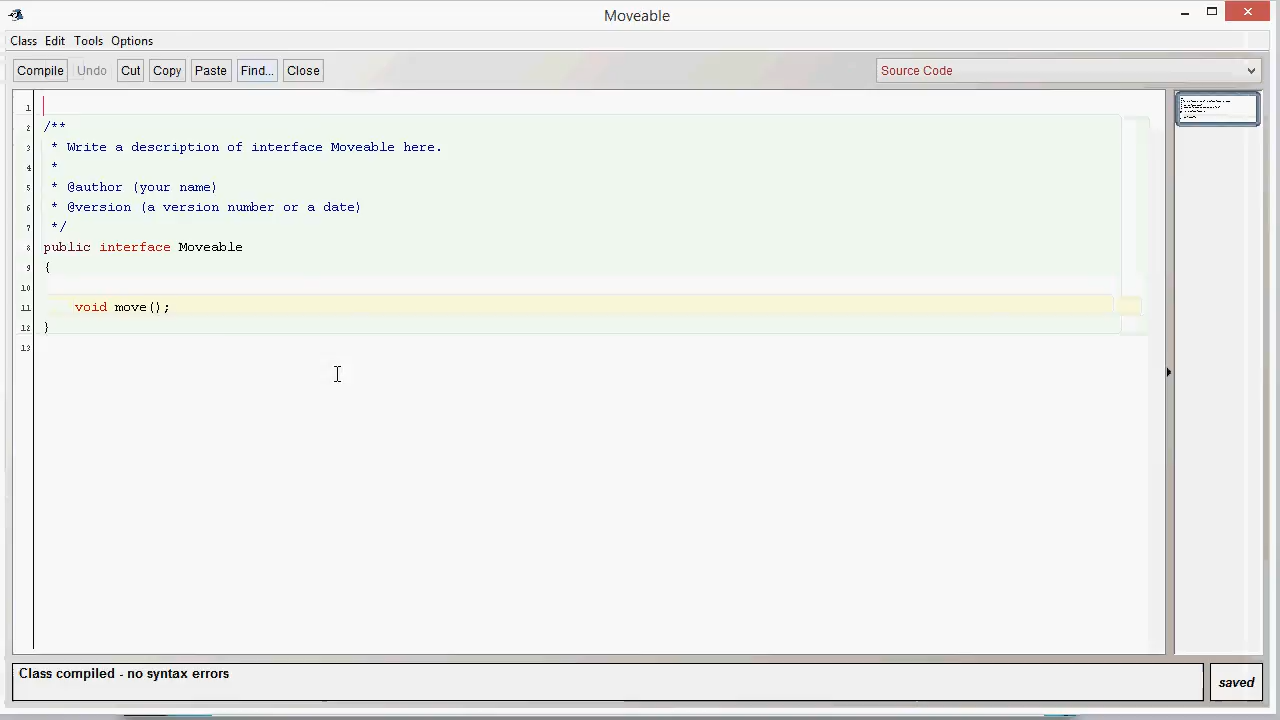 Moveable
Class Edit Tools Options
Compile Undo Cut Copy Paste Find... Close Source Code
1
2 /**
3 * Write a description of interface Moveable here.
4 *
5 * @author (your name)
6 * @version (a version number or a date)
7 */
8 public interface Moveable
9 {
10
11 void move();
12 }
13
Class compiled - no syntax errors
saved